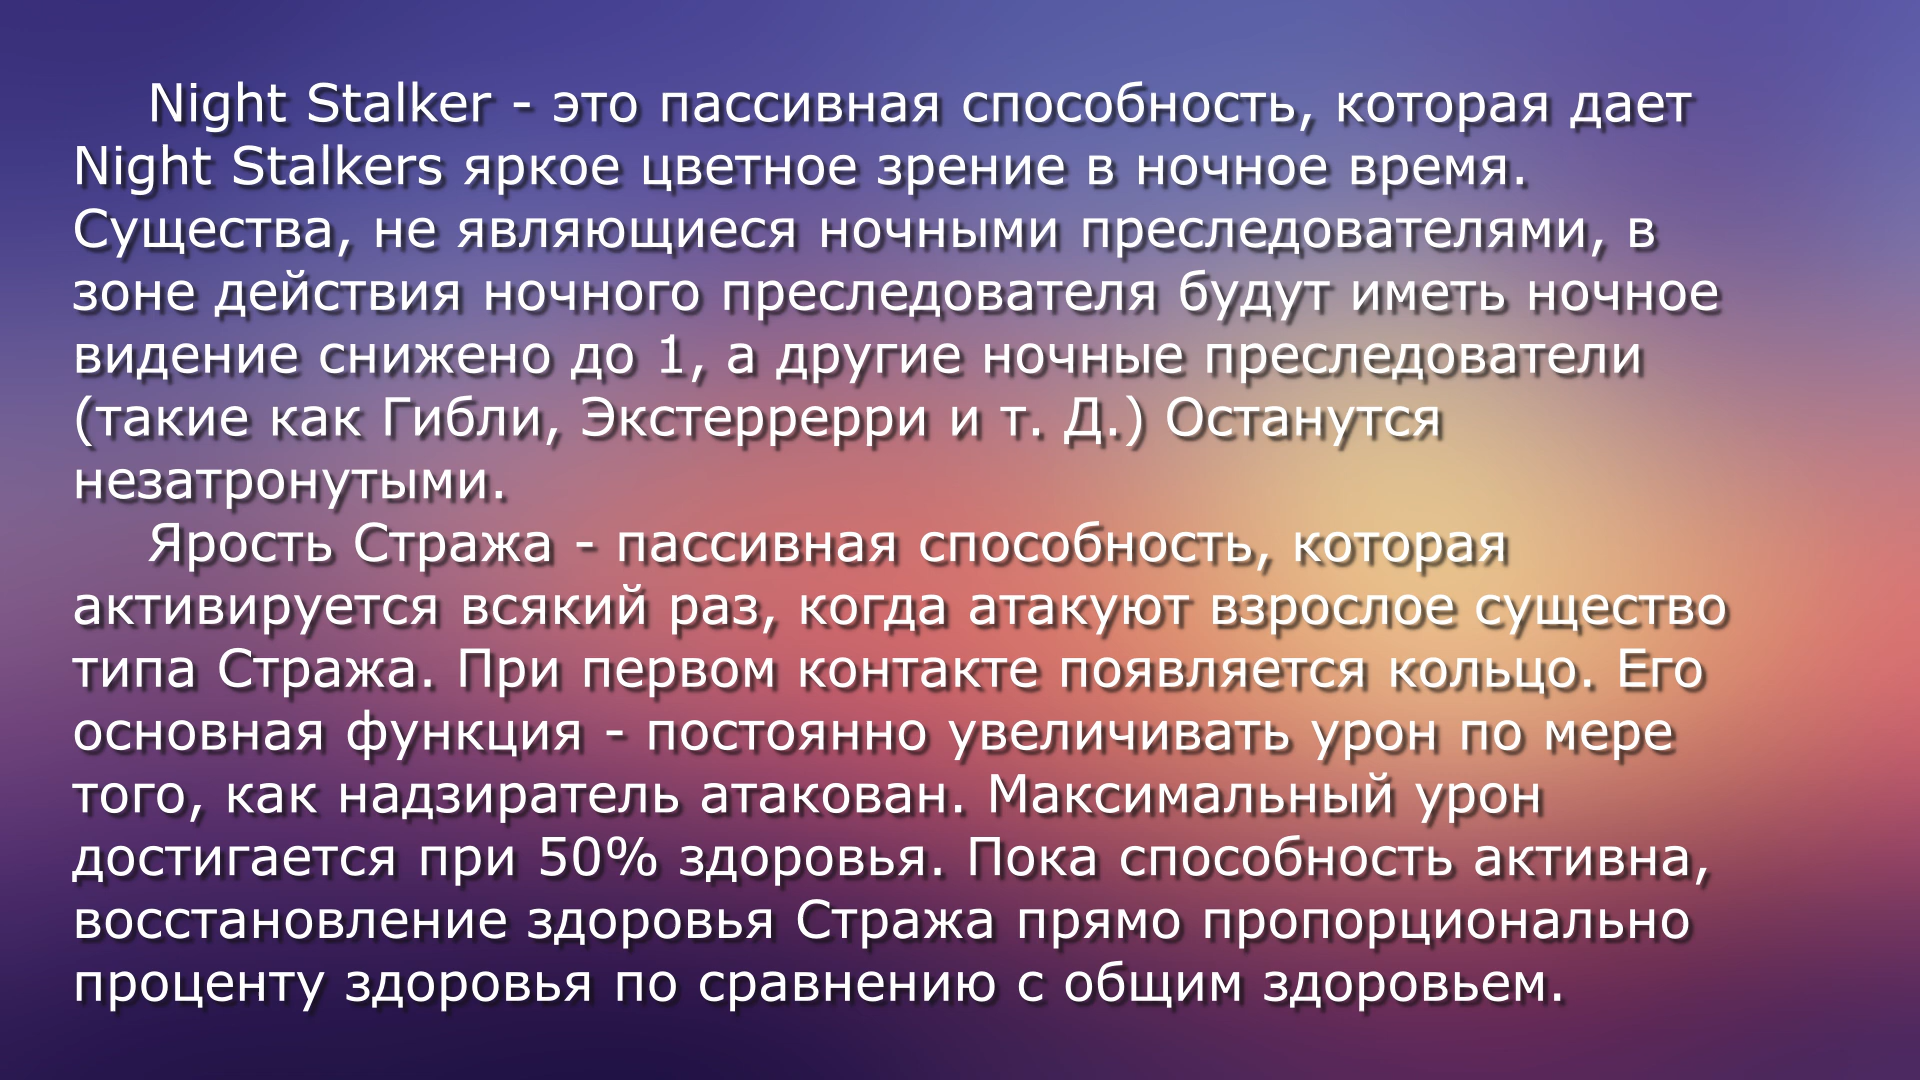 Night Stalker - это пассивная способность, которая дает
Night Stalkers яркое цветное зрение в ночное время.
Существа, не являющиеся ночными преследователями, в
зоне действия ночного преследователя будут иметь ночное
видение снижено до 1, а другие ночные преследователи
(такие как Гибли, Экстеррерри и т. Д.) Останутся
незатронутыми.
Ярость Стража - пассивная способность, которая
активируется всякий раз, когда атакуют взрослое существо
типа Стража. При первом контакте появляется кольцо. Его
основная функция - постоянно увеличивать урон по мере
того, как надзиратель атакован. Максимальный урон
достигается при 50% здоровья. Пока способность активна,
восстановление здоровья Стража прямо пропорционально
проценту здоровья по сравнению с общим здоровьем.